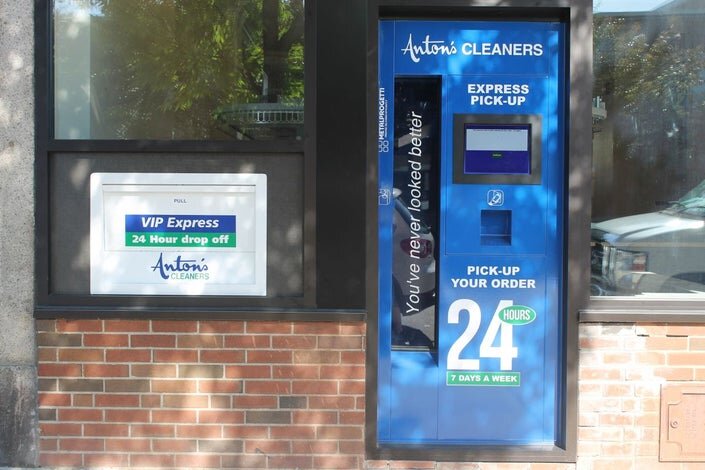 PULL
VIP Express
24 Hour drop off
Anton's
CLEANERS
Anton's CLEANERS
METALPROGETTI
You've never looked better
EXPRESS
PICK-UP
PICK-UP
YOUR ORDER
24
HOURS
7 DAYS A WEEK